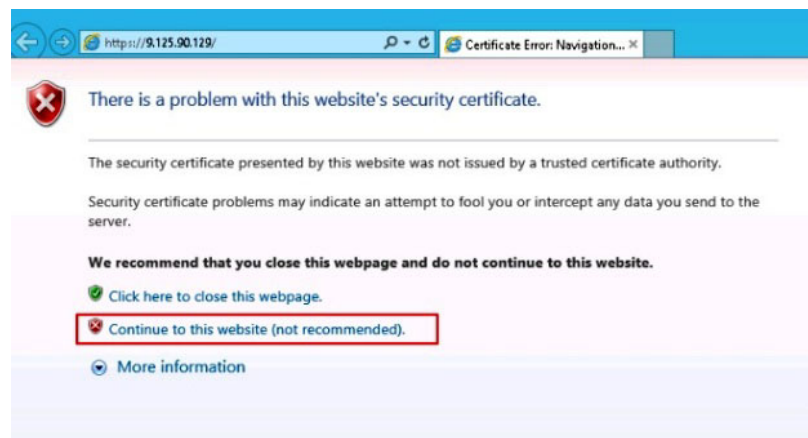 https://9.125.90.129/
Certificate Error: Navigation...
There is a problem with this website's security certificate.
The security certificate presented by this website was not issued by a trusted certificate authority.
Security certificate problems may indicate an attempt to fool you or intercept any data you send to the
server.
We recommend that you close this webpage and do not continue to this website.
Click here to close this webpage.
Continue to this website (not recommended).
More information